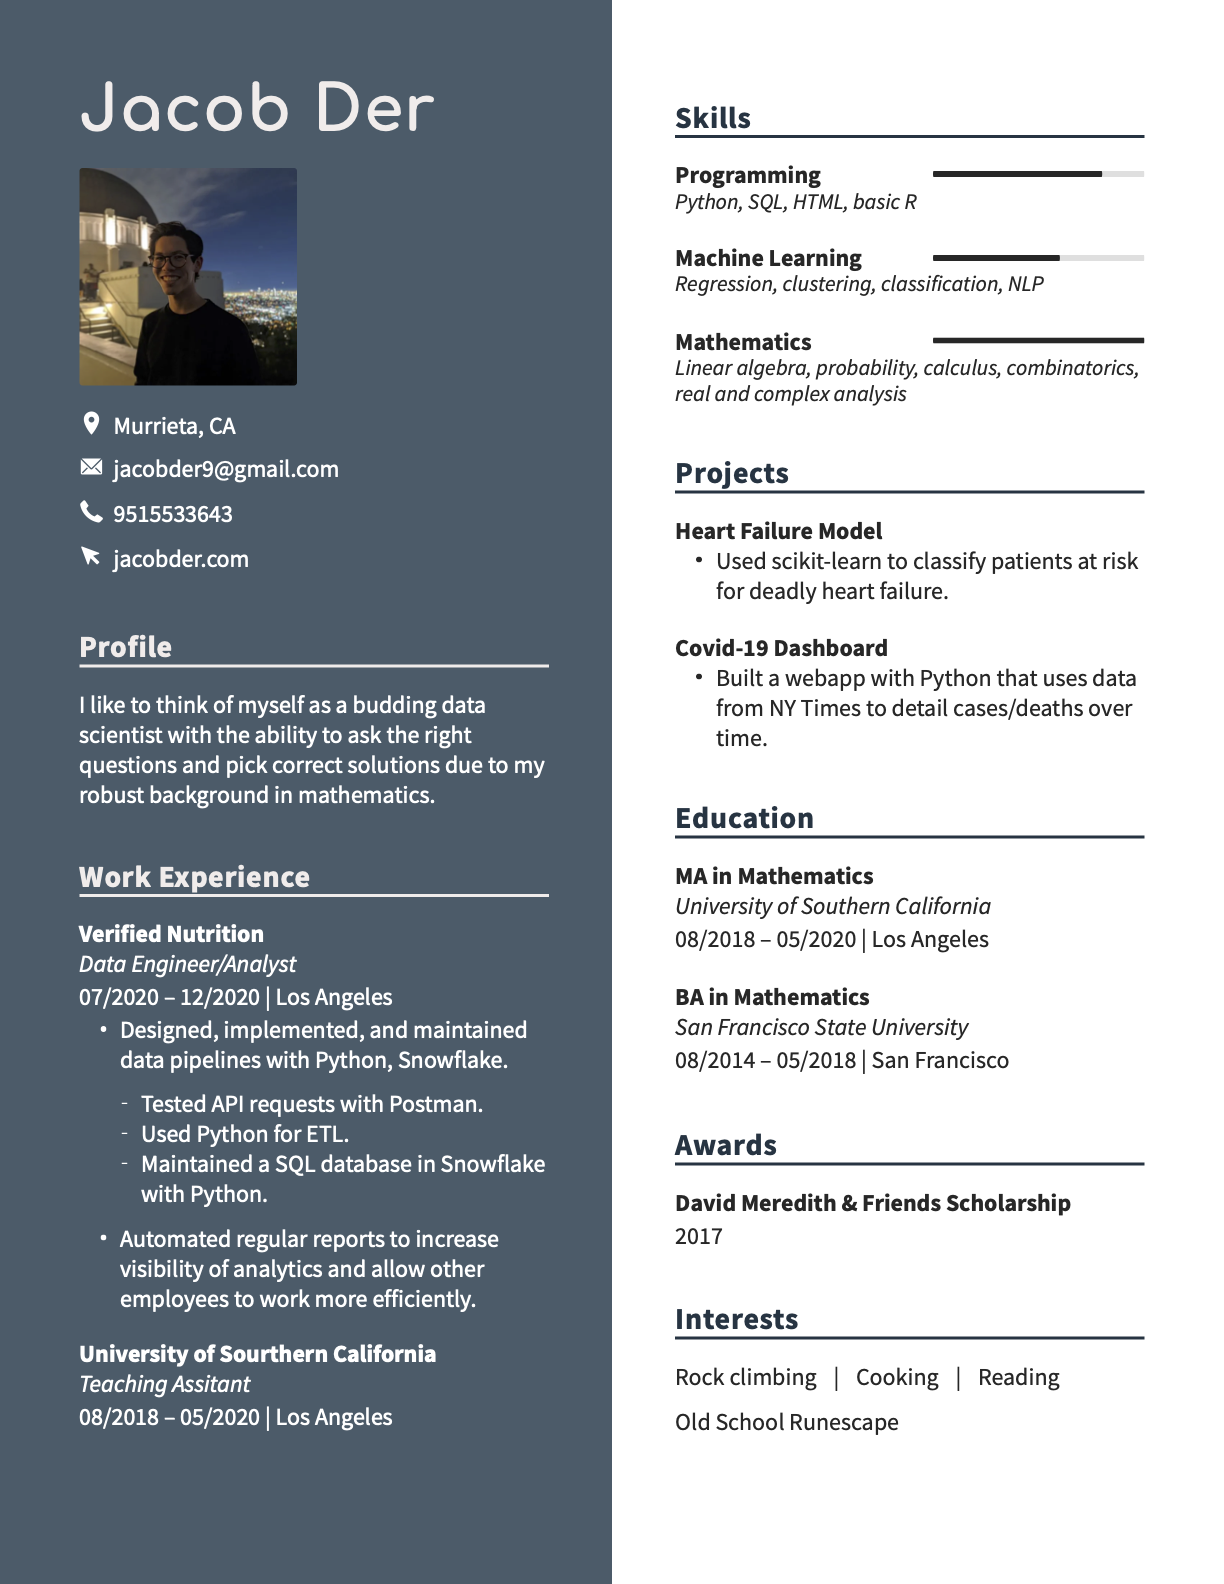 Jacob Der
Murrieta, CA
jacobder9@gmail.com
9515533643
jacobder.com
Profile
I like to think of myself as a budding data
scientist with the ability to ask the right
questions and pick correct solutions due to my
robust background in mathematics.
Work Experience
Verified Nutrition
Data Engineer/Analyst
07/2020 – 12/2020 | Los Angeles
• Designed, implemented, and maintained
data pipelines with Python, Snowflake.
- Tested API requests with Postman.
- Used Python for ETL.
- Maintained a SQL database in Snowflake
with Python.
• Automated regular reports to increase
visibility of analytics and allow other
employees to work more efficiently.
University of Sourthern California
Teaching Assitant
08/2018 – 05/2020 | Los Angeles
Skills
Programming
Python, SQL, HTML, basic R
Machine Learning
Regression, clustering, classification, NLP
Mathematics
Linear algebra, probability, calculus, combinatorics,
real and complex analysis
Projects
Heart Failure Model
• Used scikit-learn to classify patients at risk
for deadly heart failure.
Covid-19 Dashboard
• Built a webapp with Python that uses data
from NY Times to detail cases/deaths over
time.
Education
MA in Mathematics
University of Southern California
08/2018 – 05/2020 | Los Angeles
BA in Mathematics
San Francisco State University
08/2014 – 05/2018 | San Francisco
Awards
David Meredith & Friends Scholarship
2017
Interests
Rock climbing | Cooking | Reading
Old School Runescape